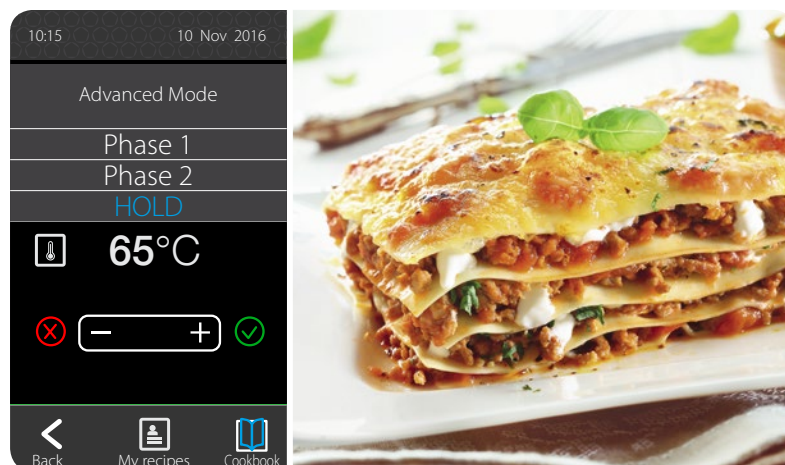 10:15 10 Nov 2016
Advanced Mode
Phase 1
Phase 2
HOLD
65°C
Back My recipes Cookbook